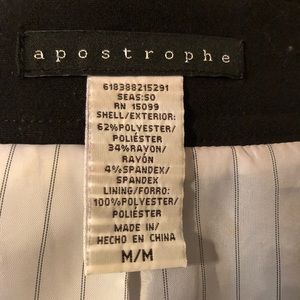 apostrophe
618388215291
SEAS:SO
RN 15099
SHELL/EXTERIOR:
62%POLYESTER/
POLIÉSTER
34%RAYON/
RAYÓN
4%SPANDEX/
SPANDEX
LINING/FORRO:
100%POLYESTER/
POLIÉSTER
MADE IN/
HECHO EN CHINA
M/M